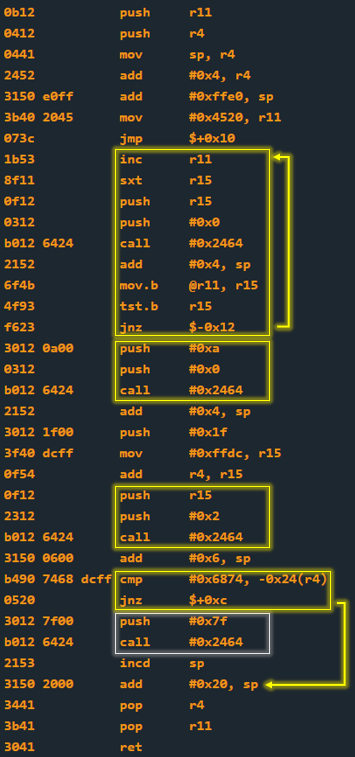 0b12 push r11
0412 push r4
0441 mov sp, r4
2452 add #0x4, r4
3150 e0ff add #0xffe0, sp
3b40 2045 mov #0x4520, r11
073c jmp $+0x10
1b53 inc r11
8f11 sxt r15
0f12 push r15
0312 push #0x0
b012 6424 call #0x2464
2152 add #0x4, sp
6f4b mov.b @r11, r15
4f93 tst.b r15
f623 jnz $-0x12
3012 0a00 push #0xa
0312 push #0x0
b012 6424 call #0x2464
2152 add #0x4, sp
3012 1f00 push #0x1f
3f40 dcff mov #0xffdc, r15
0f54 add r4, r15
0f12 push r15
2312 push #0x2
b012 6424 call #0x2464
3150 0600 add #0x6, sp
b490 7468 dcff cmp #0x6874, -0x24(r4)
0520 jnz $+0xc
3012 7f00 push #0x7f
b012 6424 call #0x2464
2153 incd sp
3150 2000 add #0x20, sp
3441 pop r4
3b41 pop r11
3041 ret